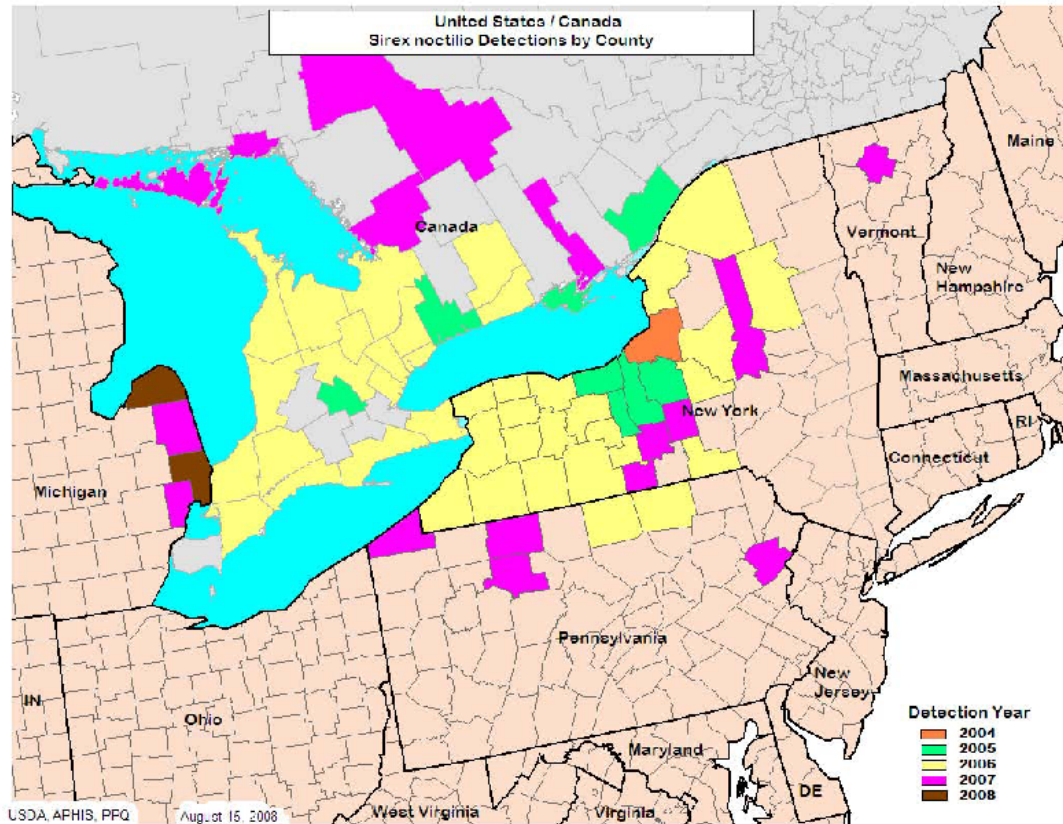 United States / Canada
Sirex noctilio Detections by County
Maine
Canada
Vermont
New
Hampshire
Massachusetts
New York
RI
Connecticut
Michigan
Pennsylvania
New
Jersey
IN
Ohio
Maryland
DE
West Virginia
Virginia
Detection Year
2004
2005
2006
2007
2008
USDA, APHIS, PPQ
August 15, 2008